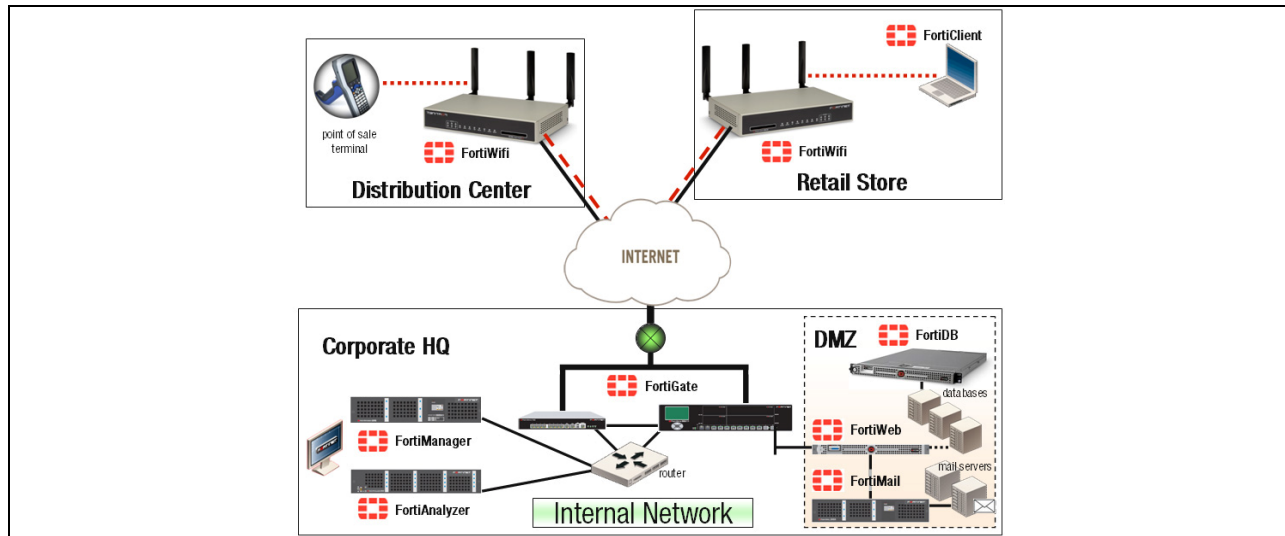 FortiClient
point of sale
terminal
FortiWifi
Distribution Center
FortiWifi
Retail Store
INTERNET
Corporate HQ
FortiGate
FortiManager
FortiAnalyzer
router
Internal Network
DMZ
FortiDB
databases
FortiWeb
mail servers
FortiMail